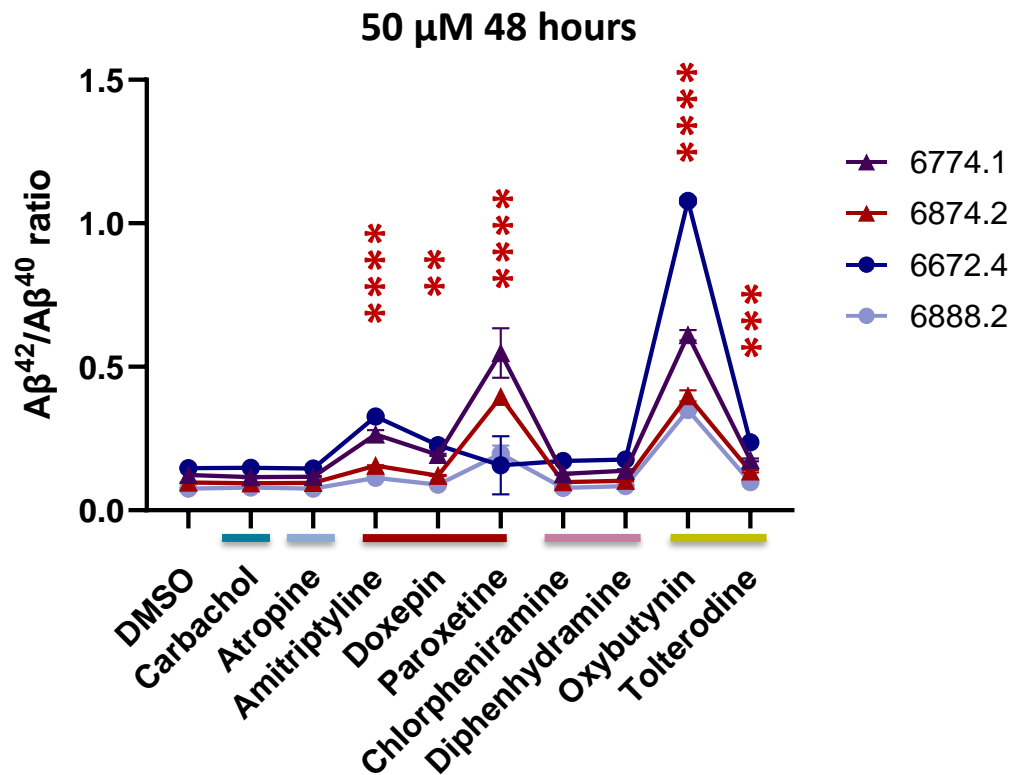 50 µM 48 hours
Aβ⁴²/Aβ⁴⁰ ratio
1.5
1.0
0.5
0.0
****
**
****
****
***
6774.1
6874.2
6672.4
6888.2
DMSO
Carbachol
Atropine
Amitriptyline
Doxepin
Paroxetine
Chlorpheniramine
Diphenhydramine
Oxybutynin
Tolterodine